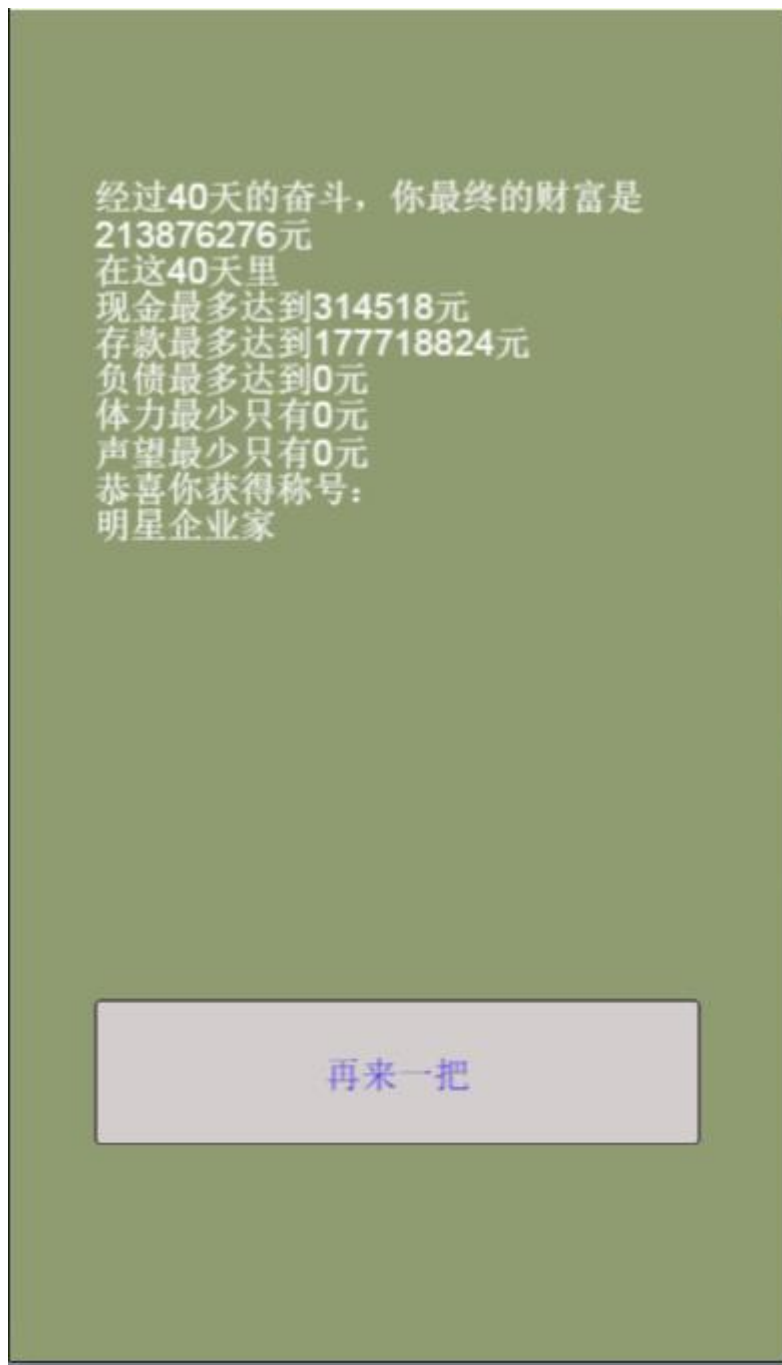 经过40天的奋斗，你最终的财富是
213876276元
在这40天里
现金最多达到314518元
存款最多达到177718824元
负债最多达到0元
体力最少只有0元
声望最少只有0元
恭喜你获得称号：
明星企业家
再来一把